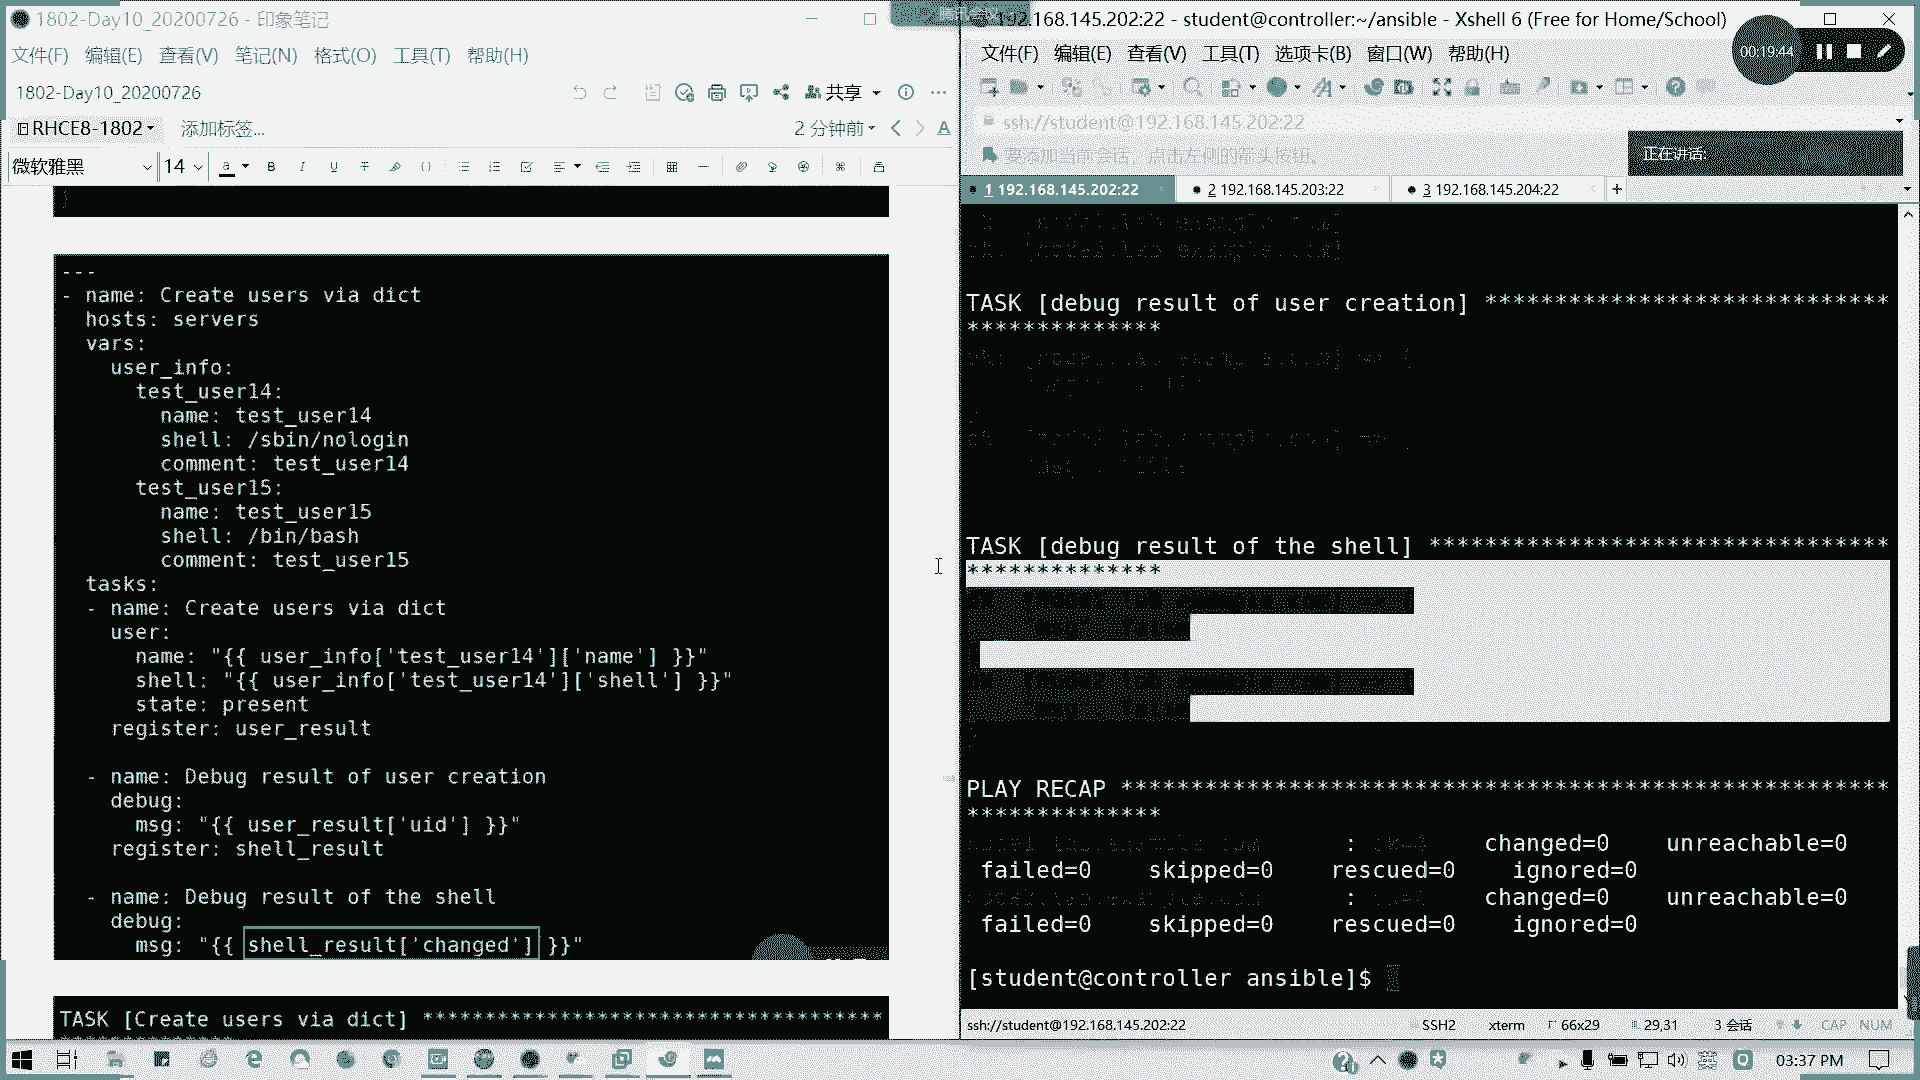 1802-Day10_20200726 - 印象笔记
文件(F) 编辑(E) 查看(V) 笔记(N) 格式(O) 工具(T) 帮助(H)
1802-Day10_20200726
共享
RHCE8-1802
添加标签...
2 分钟前
微软雅黑
14
---
- name: Create users via dict
hosts: servers
vars:
user_info:
test_user14:
name: test_user14
shell: /sbin/nologin
comment: test_user14
test_user15:
name: test_user15
shell: /bin/bash
comment: test_user15
tasks:
- name: Create users via dict
user:
name: "{{ user_info['test_user14']['name'] }}"
shell: "{{ user_info['test_user14']['shell'] }}"
state: present
register: user_result
- name: Debug result of user creation
debug:
msg: "{{ user_result['uid'] }}"
register: shell_result
- name: Debug result of the shell
debug:
msg: "{{ shell_result['changed'] }}"
TASK [Create users via dict] *************************************
腾讯会议
192.168.145.202:22 - student@controller:~/ansible - Xshell 6 (Free for Home/School)
文件(F) 编辑(E) 查看(V) 工具(T) 选项卡(B) 窗口(W) 帮助(H)
00:19:44
ssh://student@192.168.145.202:22
要添加当前会话，点击左侧的箭头按钮。
正在讲话:
1 192.168.145.202:22
2 192.168.145.203:22
3 192.168.145.204:22
TASK [debug result of user creation] *****************************
**************
TASK [debug result of the shell] *********************************
**************
PLAY RECAP *******************************************************
**************
: changed=0 unreachable=0
failed=0 skipped=0 rescued=0 ignored=0
: changed=0 unreachable=0
failed=0 skipped=0 rescued=0 ignored=0
[student@controller ansible]$
ssh://student@192.168.145.202:22
SSH2
xterm
66x29
29,31
3 会话
CAP NUM
英
03:37 PM